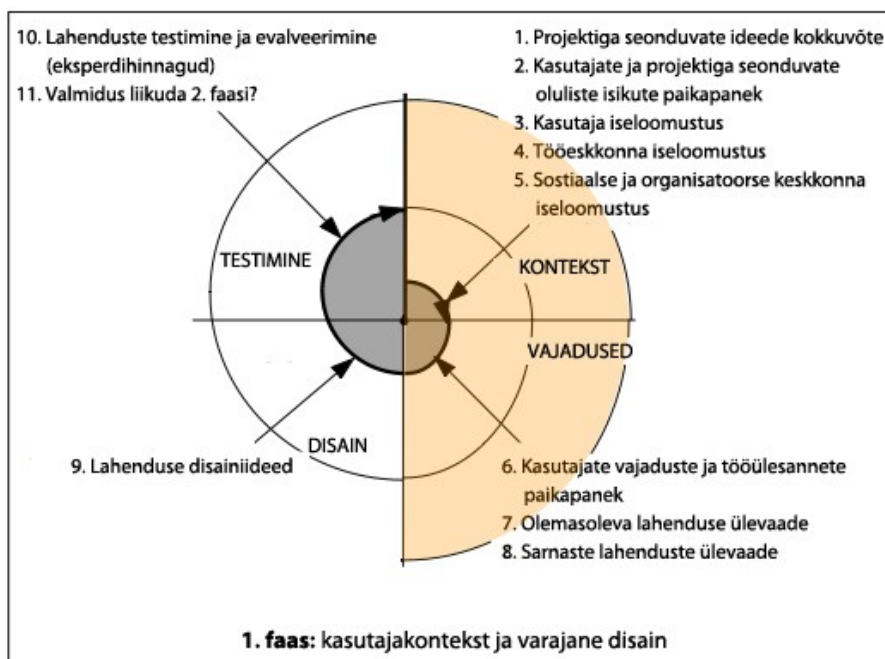 10. Lahenduste testimine ja evalveerimine
(eksperdihinnagud)
11. Valmidus liikuda 2. faasi?
1. Projektiga seonduvate ideede kokkuvõte
2. Kasutajate ja projektiga seonduvate
oluliste isikute paikapanek
3. Kasutaja iseloomustus
4. Tööeskkonna iseloomustus
5. Sostiaalse ja organisatoorse keskkonna
iseloomustus
TESTIMINE
KONTEKST
VAJADUSED
DISAIN
9. Lahenduse disainiideed
6. Kasutajate vajaduste ja tööülesannete
paikapanek
7. Olemasoleva lahenduse ülevaade
8. Sarnaste lahenduste ülevaade
1. faas: kasutajakontekst ja varajane disain